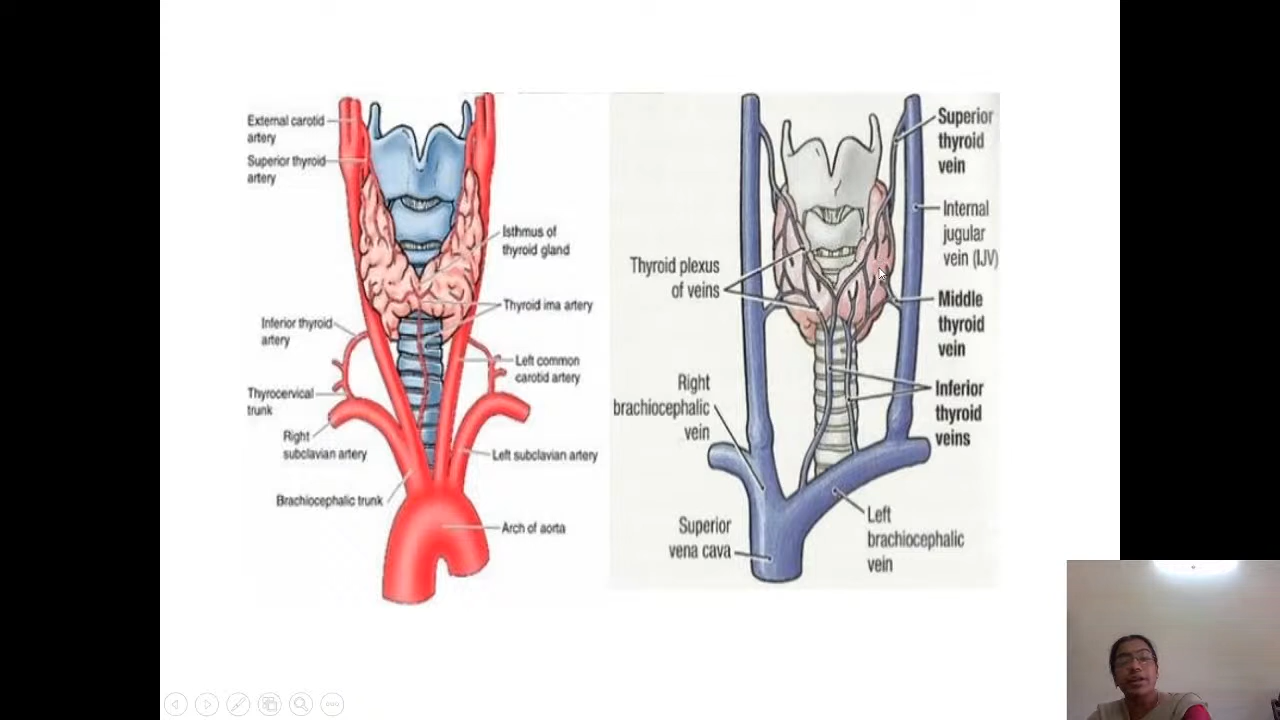 External carotid
artery
Superior thyroid
artery
Isthmus of
thyroid gland
Thyroid ima artery
Inferior thyroid
artery
Left common
carotid artery
Thyrocervical
trunk
Right
subclavian artery
Left subclavian artery
Brachiocephalic trunk
Arch of aorta
Superior
thyroid
vein
Internal
jugular
vein (IJV)
Thyroid plexus
of veins
Middle
thyroid
vein
Right
brachiocephalic
vein
Inferior
thyroid
veins
Left
brachiocephalic
vein
Superior
vena cava